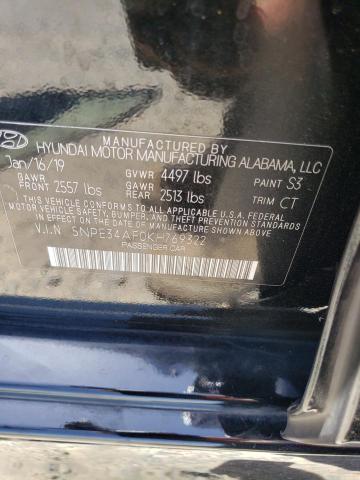 MANUFACTURED BY
HYUNDAI MOTOR MANUFACTURING ALABAMA, LLC
Jan/16/19 GVWR 4497 lbs PAINT S3
GAWR FRONT 2557 lbs GAWR REAR 2513 lbs TRIM CT
THIS VEHICLE CONFORMS TO ALL APPLICABLE U.S.A FEDERAL
MOTOR VEHICLE SAFETY, BUMPER, AND THEFT PREVENTION
STANDARDS IN EFFECT ON THE DATE OF MANUFACTURE SHOWN ABOVE.
V.I.N 5NPE34AF0KH769322
PASSENGER CAR